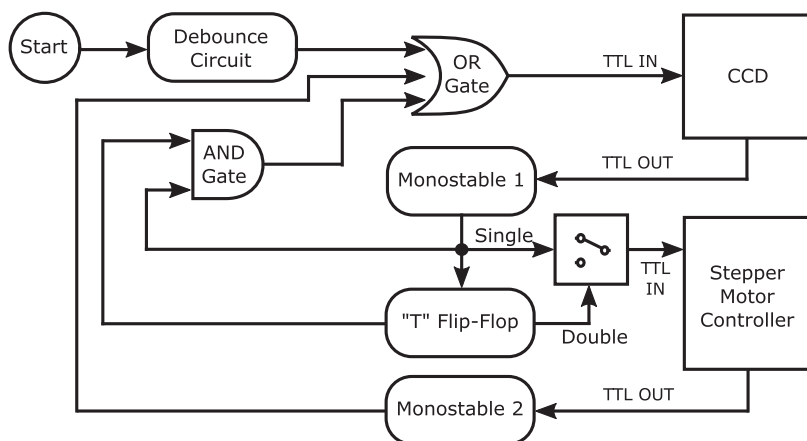 Start
Debounce
Circuit
OR
Gate
TTL IN
CCD
AND
Gate
TTL OUT
Monostable 1
Single
TTL
IN
Stepper
Motor
Controller
"T" Flip-Flop
Double
TTL OUT
Monostable 2